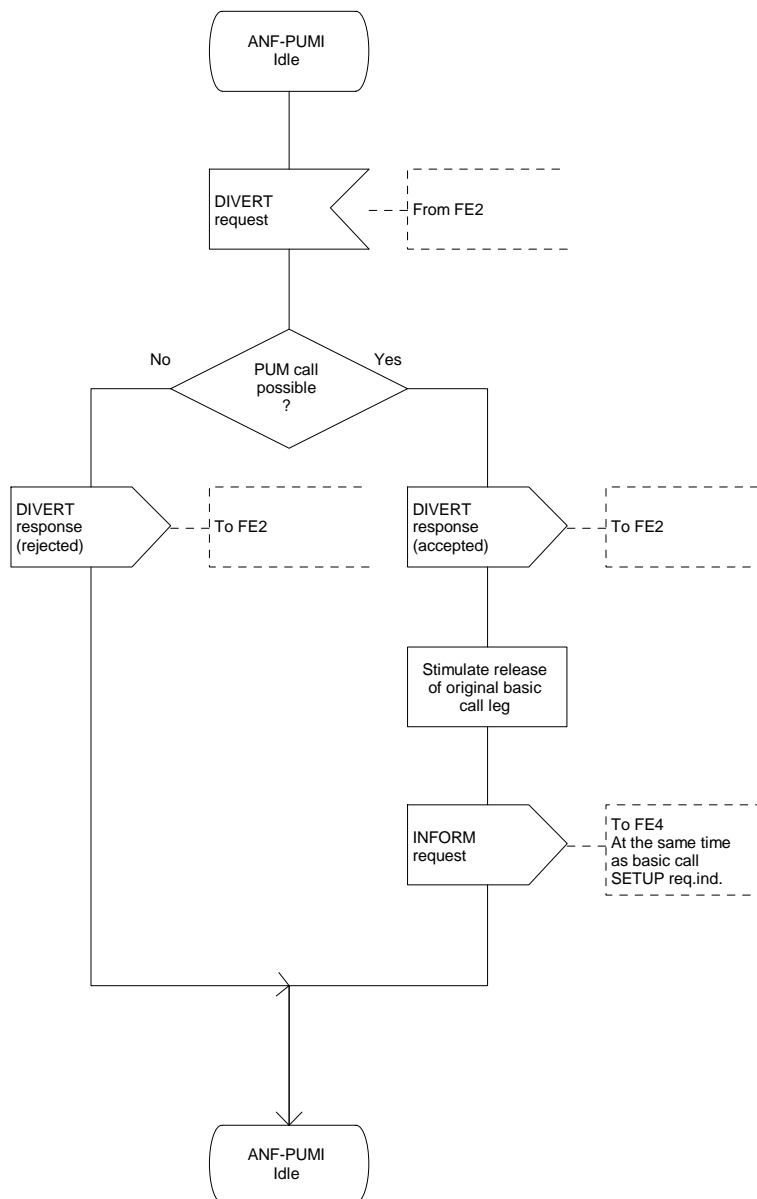 ANF-PUMI
Idle
DIVERT
request
From FE2
No
Yes
PUM call
possible
?
DIVERT
response
(rejected)
To FE2
DIVERT
response
(accepted)
To FE2
Stimulate release
of original basic
call leg
INFORM
request
To FE4
At the same time
as basic call
SETUP req.ind.
ANF-PUMI
Idle